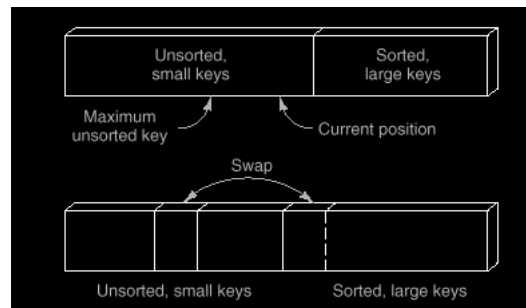 Unsorted,
small keys
Sorted,
large keys
Maximum
unsorted key
Current position
Swap
Unsorted, small keys
Sorted, large keys